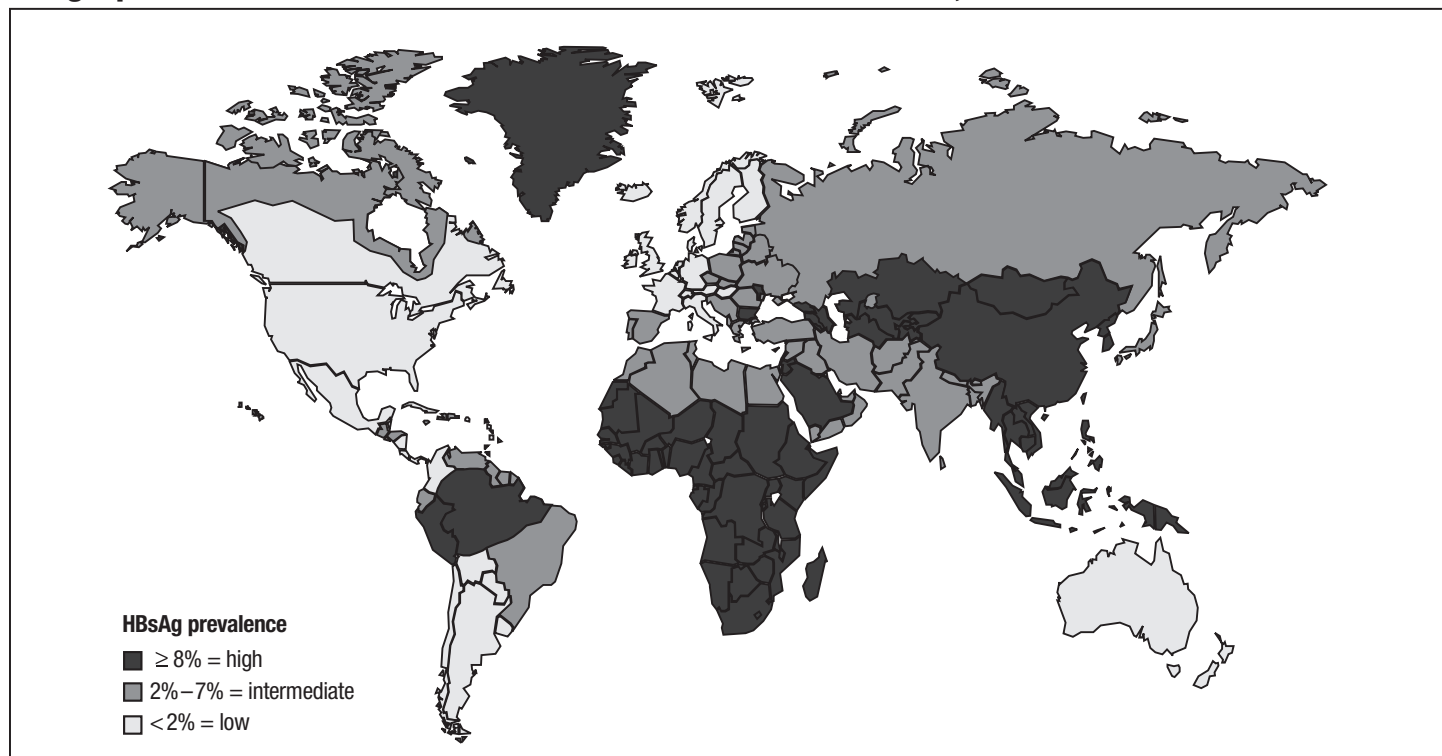 HBsAg prevalence
≥ 8% = high
2%–7% = intermediate
<2% = low